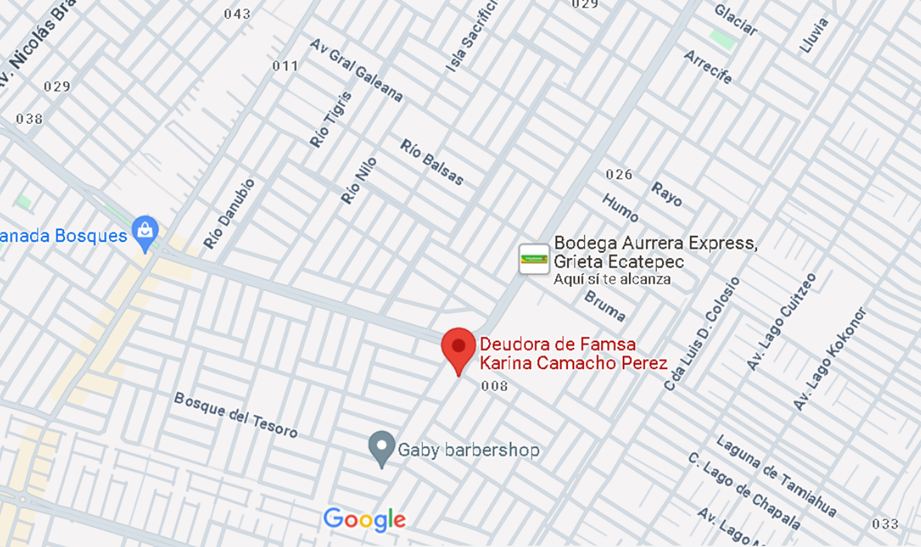 043
029
Glaciar
Lluvia
Isla Sacrifici
Av. Nicolás Bra
Av Gral Galeana
011
Arrecife
029
038
Río Tigris
Río Balsas
Río Nilo
026
Rayo
Humo
Río Danubio
anada Bosques
Bodega Aurrera Express,
Grieta Ecatepec
Aquí sí te alcanza
Bruma
Cda Luis D. Colosio
Av. Lago Cuitzeo
Av. Lago Kokonor
Deudora de Famsa
Karina Camacho Perez
008
Bosque del Tesoro
Gaby barbershop
Laguna de Tamiahua
C. Lago de Chapala
Av. Lago
Google
033